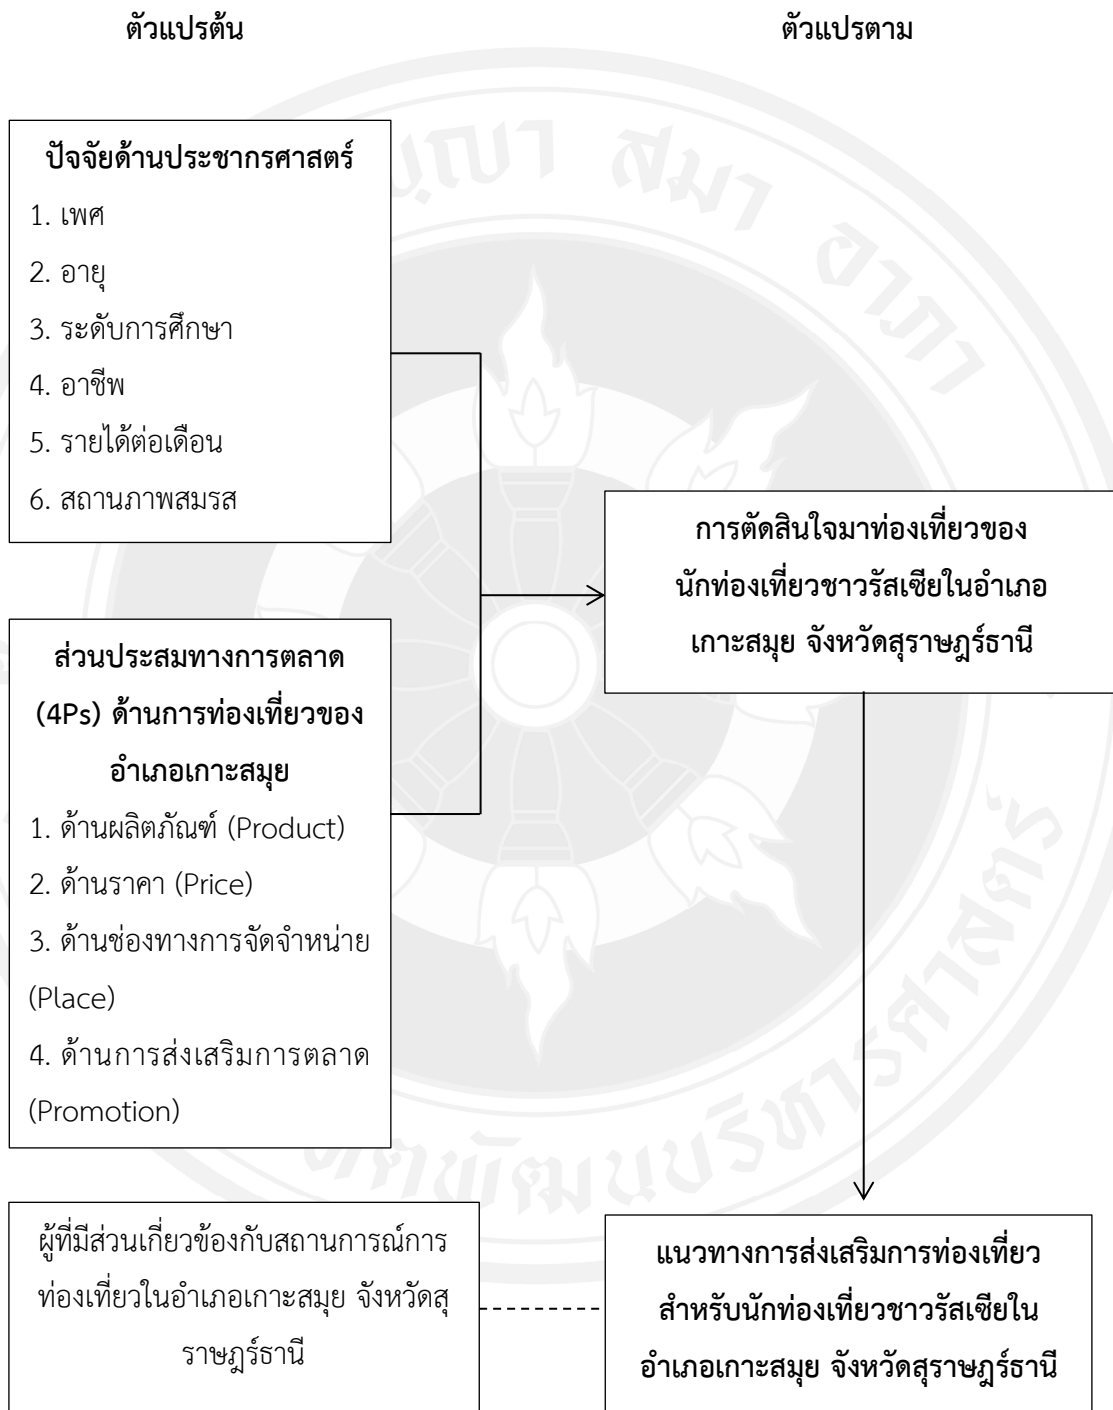 ตัวแปรต้น
ตัวแปรตาม
ปัจจัยด้านประชากรศาสตร์
1. เพศ
2. อายุ
3. ระดับการศึกษา
4. อาชีพ
5. รายได้ต่อเดือน
6. สถานภาพสมรส
การตัดสินใจมาท่องเที่ยวของ
นักท่องเที่ยวชาวรัสเซียในอำเภอ
เกาะสมุย จังหวัดสุราษฎร์ธานี
ส่วนประสมทางการตลาด
(4Ps) ด้านการท่องเที่ยวของ
อำเภอเกาะสมุย
1. ด้านผลิตภัณฑ์ (Product)
2. ด้านราคา (Price)
3. ด้านช่องทางการจัดจำหน่าย
(Place)
4. ด้านการส่งเสริมการตลาด
(Promotion)
ผู้ที่มีส่วนเกี่ยวข้องกับสถานการณ์การ
ท่องเที่ยวในอำเภอเกาะสมุย จังหวัดสุ
ราษฎร์ธานี
แนวทางการส่งเสริมการท่องเที่ยว
สำหรับนักท่องเที่ยวชาวรัสเซียใน
อำเภอเกาะสมุย จังหวัดสุราษฎร์ธานี